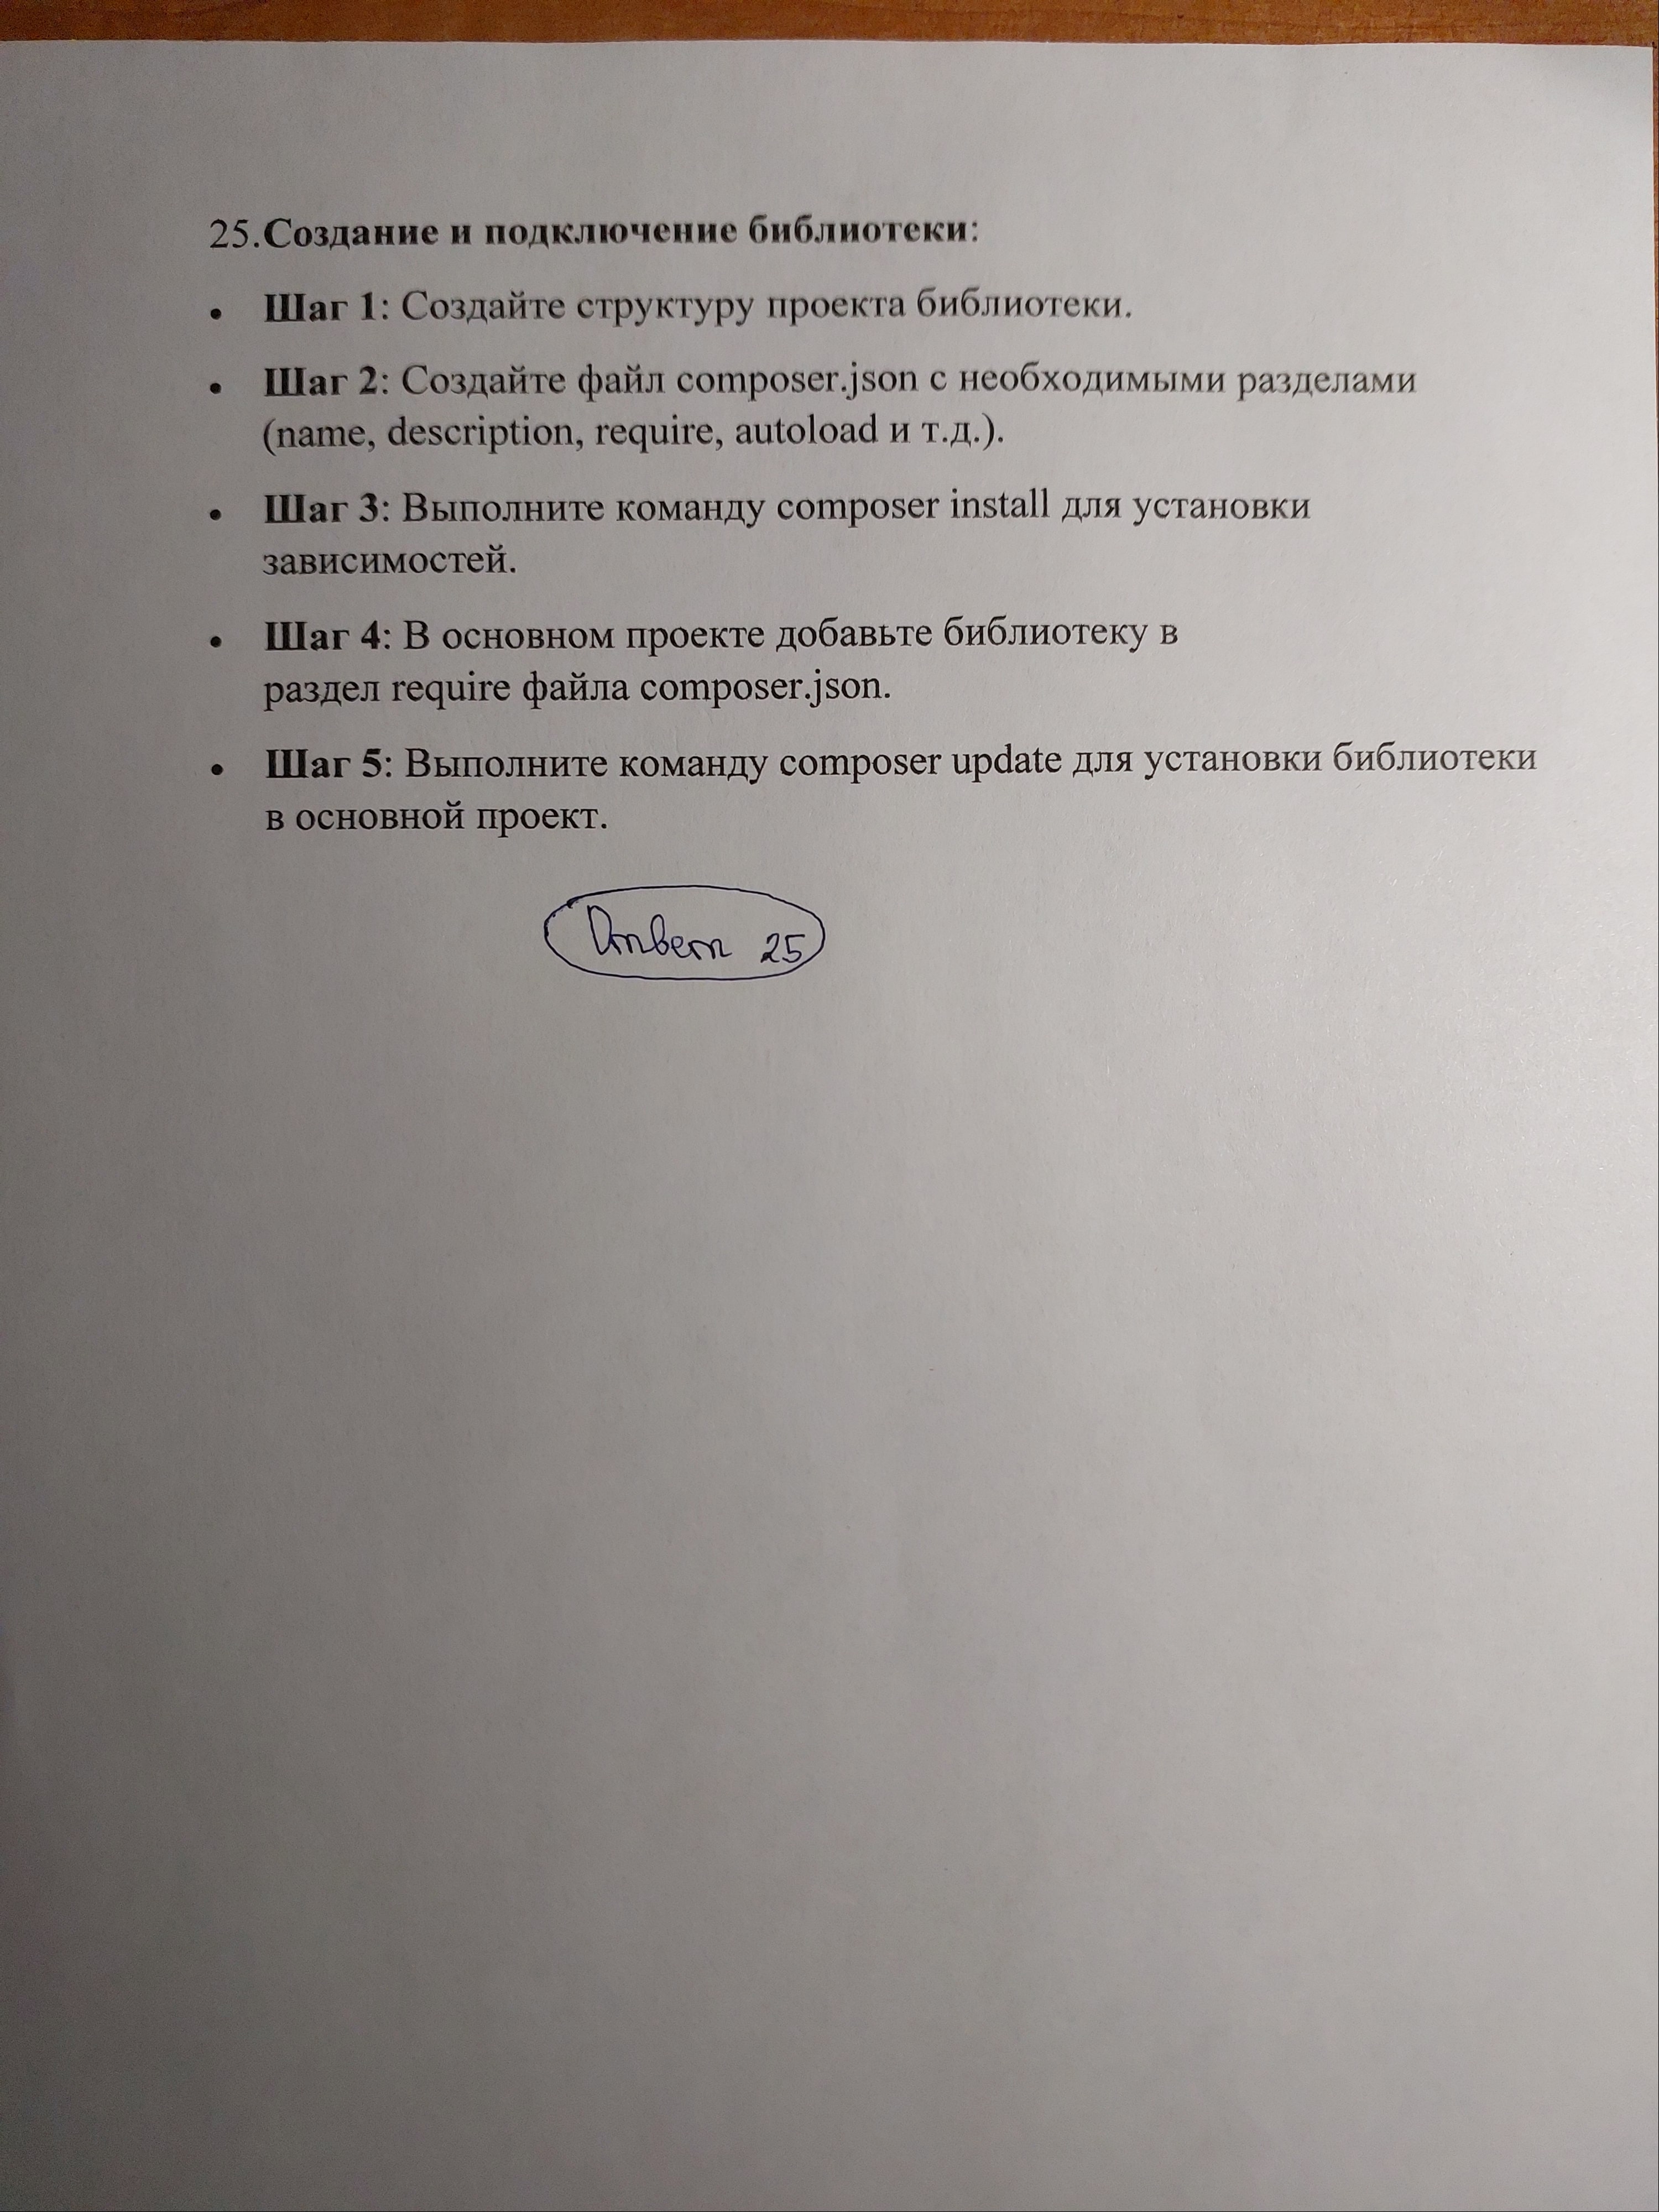 25.Создание и подключение библиотеки:
• Шаг 1: Создайте структуру проекта библиотеки.
• Шаг 2: Создайте файл composer.json с необходимыми разделами
(name, description, require, autoload и т.д.).
• Шаг 3: Выполните команду composer install для установки
зависимостей.
• Шаг 4: В основном проекте добавьте библиотеку в
раздел require файла composer.json.
• Шаг 5: Выполните команду composer update для установки библиотеки
в основной проект.
Ответ 25